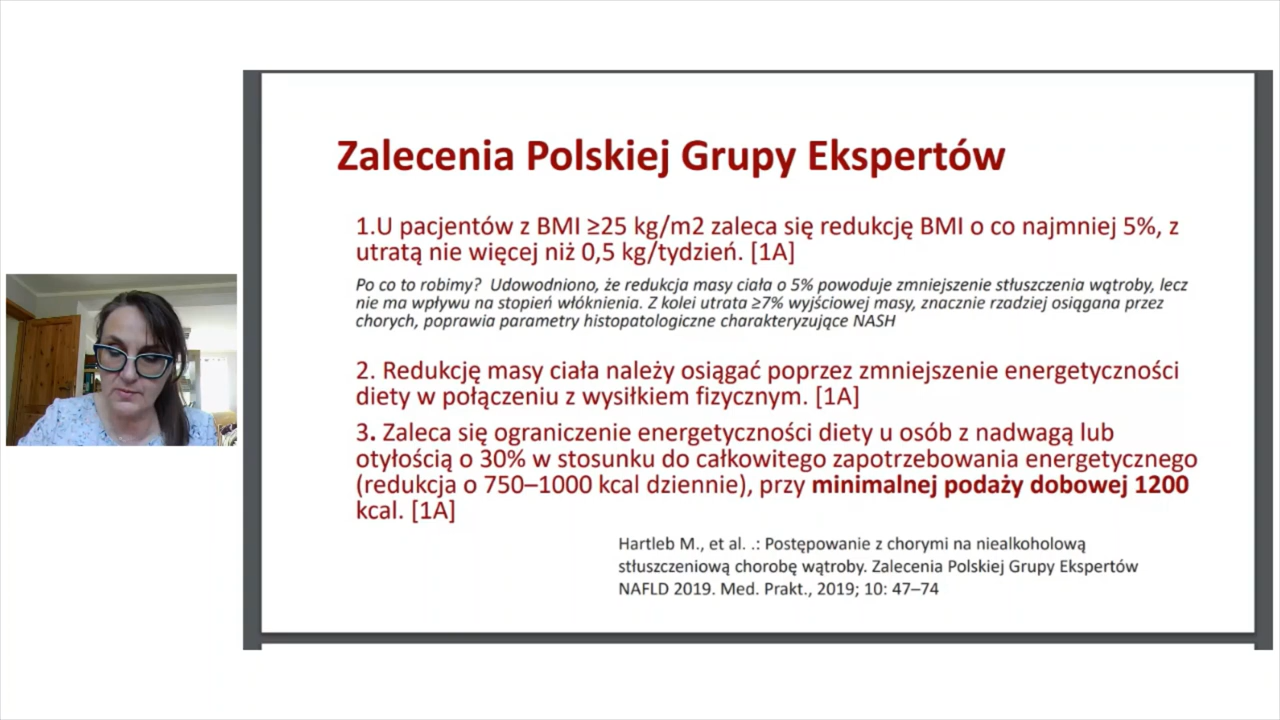 Zalecenia Polskiej Grupy Ekspertów
1.U pacjentów z BMI ≥25 kg/m2 zaleca się redukcję BMI o co najmniej 5%, z
utratą nie więcej niż 0,5 kg/tydzień. [1A]
Po co to robimy? Udowodniono, że redukcja masy ciała o 5% powoduje zmniejszenie stłuszczenia wątroby, lecz
nie ma wpływu na stopień włóknienia. Z kolei utrata ≥7% wyjściowej masy, znacznie rzadziej osiągana przez
chorych, poprawia parametry histopatologiczne charakteryzujące NASH
2. Redukcję masy ciała należy osiągać poprzez zmniejszenie energetyczności
diety w połączeniu z wysiłkiem fizycznym. [1A]
3. Zaleca się ograniczenie energetyczności diety u osób z nadwagą lub
otyłością o 30% w stosunku do całkowitego zapotrzebowania energetycznego
(redukcja o 750–1000 kcal dziennie), przy minimalnej podaży dobowej 1200
kcal. [1A]
Hartleb M., et al. .: Postępowanie z chorymi na niealkoholową
stłuszczeniową chorobę wątroby. Zalecenia Polskiej Grupy Ekspertów
NAFLD 2019. Med. Prakt., 2019; 10: 47–74